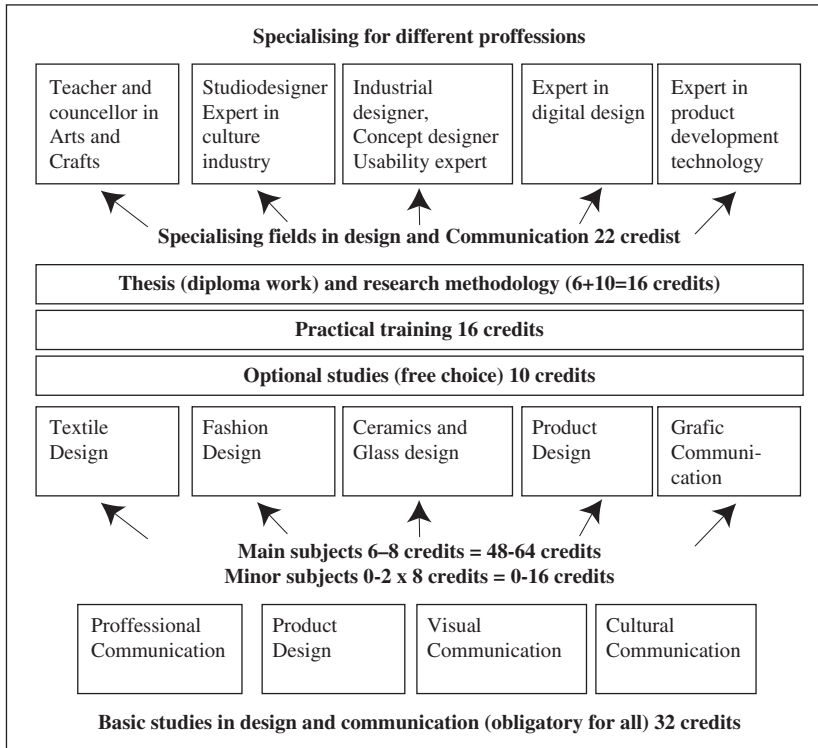 Specialising for different proffessions
Teacher and
councellor in
Arts and
Crafts
Studiodesigner
Expert in
culture
industry
Industrial
designer,
Concept designer
Usability expert
Expert in
digital design
Expert in
product
development
technology
Specialising fields in design and Communication 22 credist
Thesis (diploma work) and research methodology (6+10=16 credits)
Practical training 16 credits
Optional studies (free choice) 10 credits
Textile
Design
Fashion
Design
Ceramics and
Glass design
Product
Design
Grafic
Communi-
cation
Main subjects 6–8 credits = 48-64 credits
Minor subjects 0-2 x 8 credits = 0-16 credits
Proffessional
Communication
Product
Design
Visual
Communication
Cultural
Communication
Basic studies in design and communication (obligatory for all) 32 credits